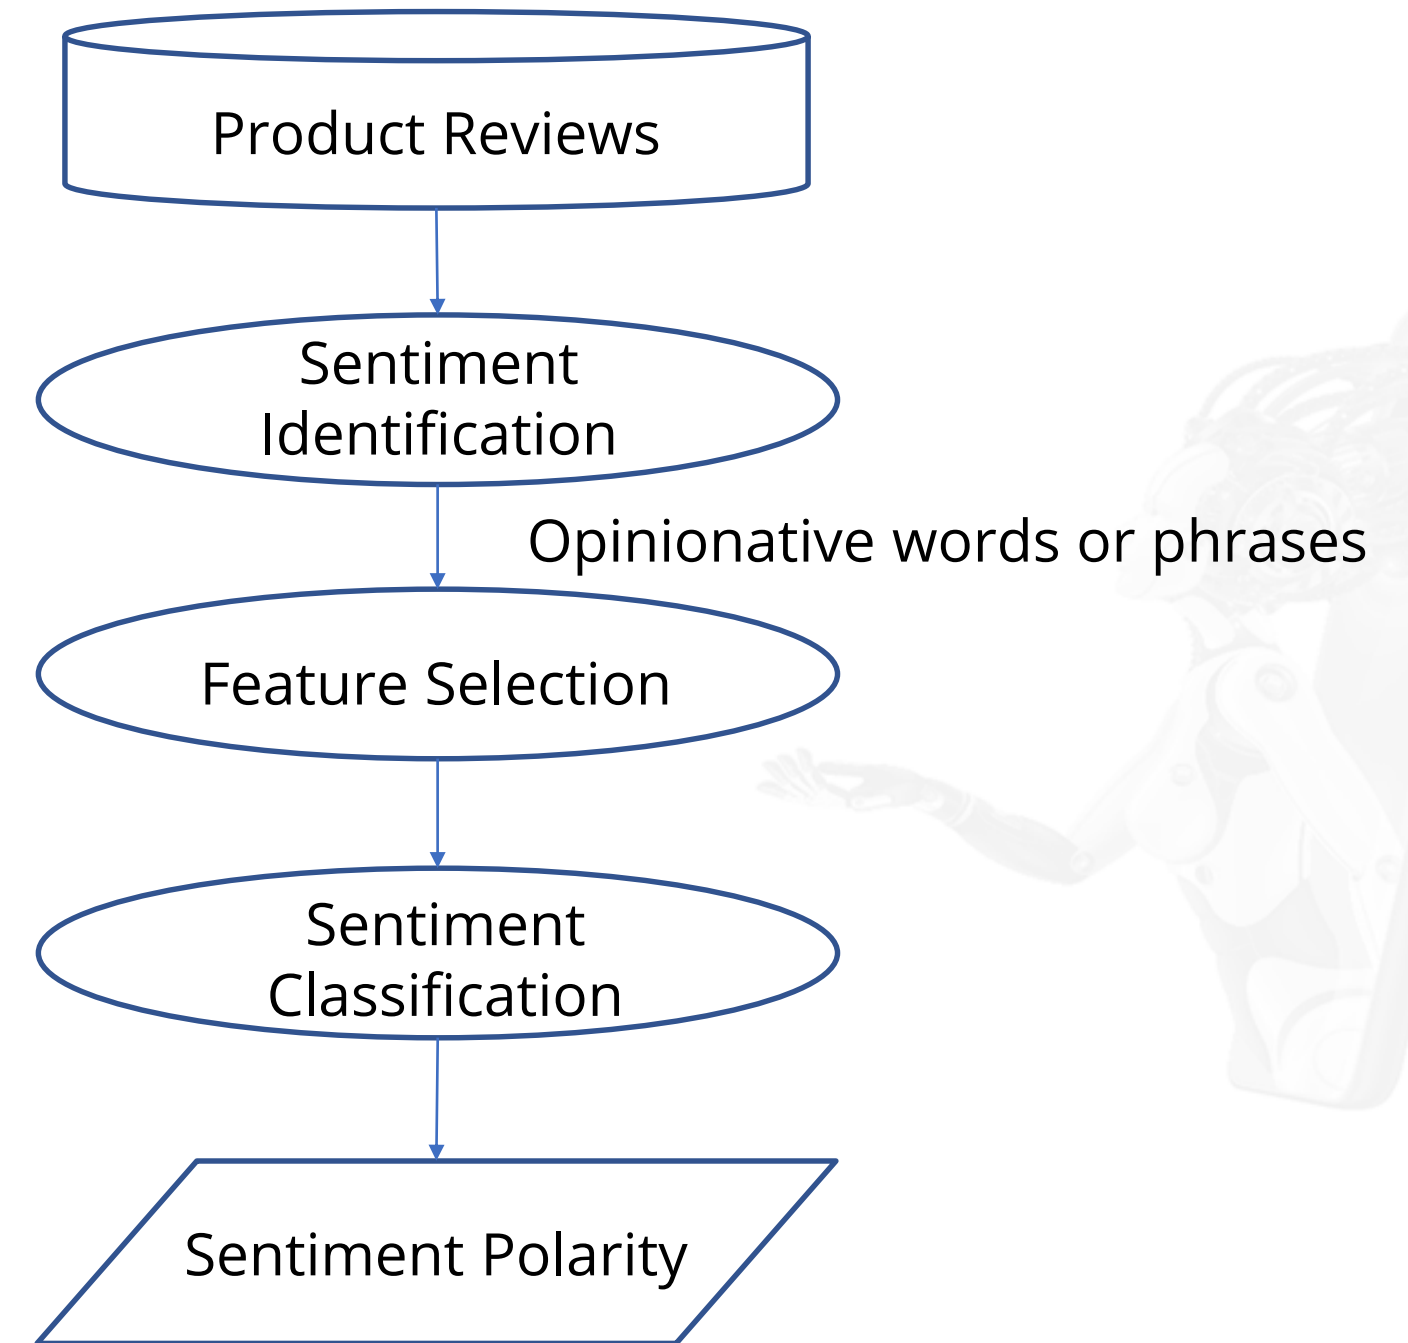 Product Reviews
Sentiment
Identification
Opinionative words or phrases
Feature Selection
Sentiment
Classification
Sentiment Polarity